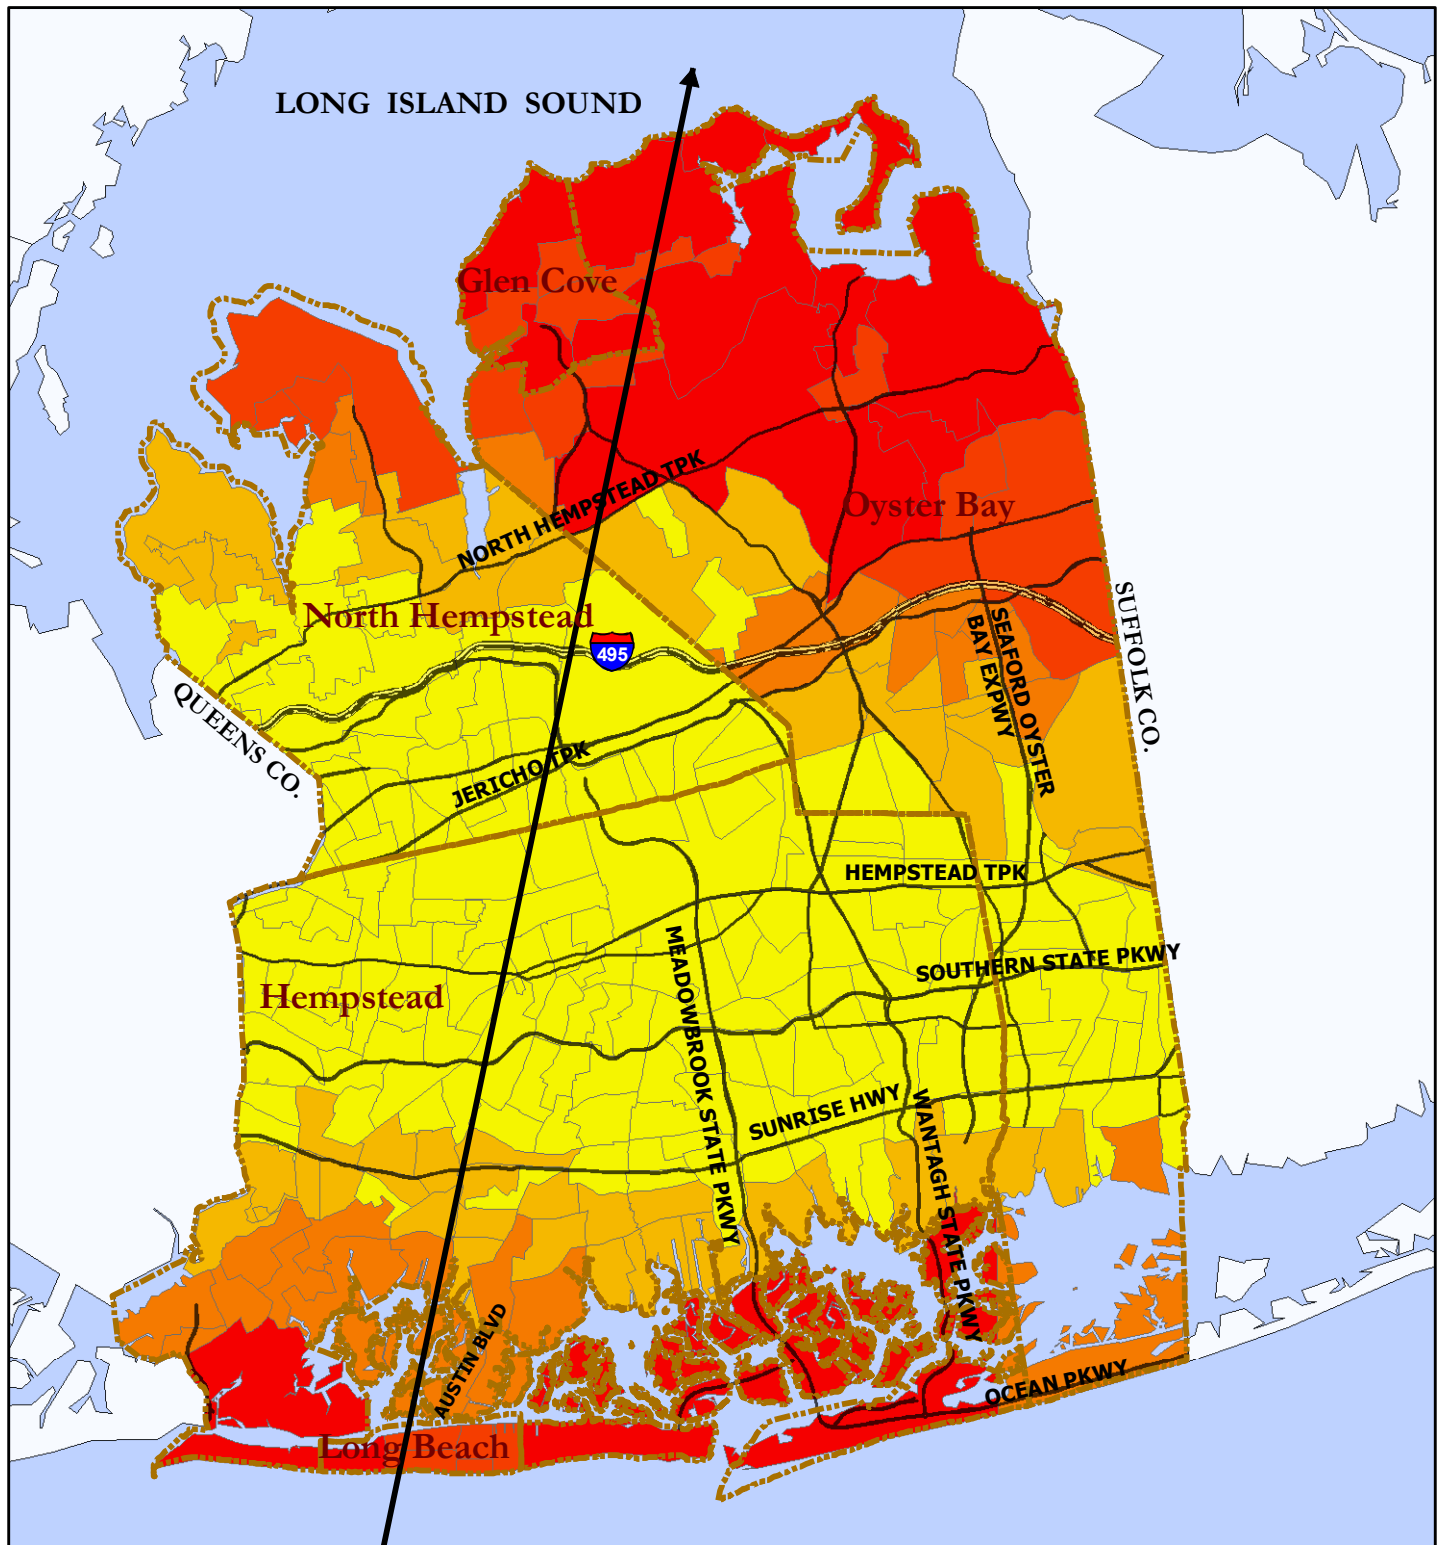 LONG ISLAND SOUND
Glen Cove
NORTH HEMPSTEAD TPK
Oyster Bay
North Hempstead
495
SUFFOLK CO.
SEAFORD OYSTER
BAY EXPWY
QUEENS CO.
JERICHO TPK
HEMPSTEAD TPK
MEADOWBROOK STATE PKWY
SOUTHERN STATE PKWY
Hempstead
SUNRISE HWY
WANTAGH STATE PKWY
AUSTIN BLVD
OCEAN PKWY
Long Beach